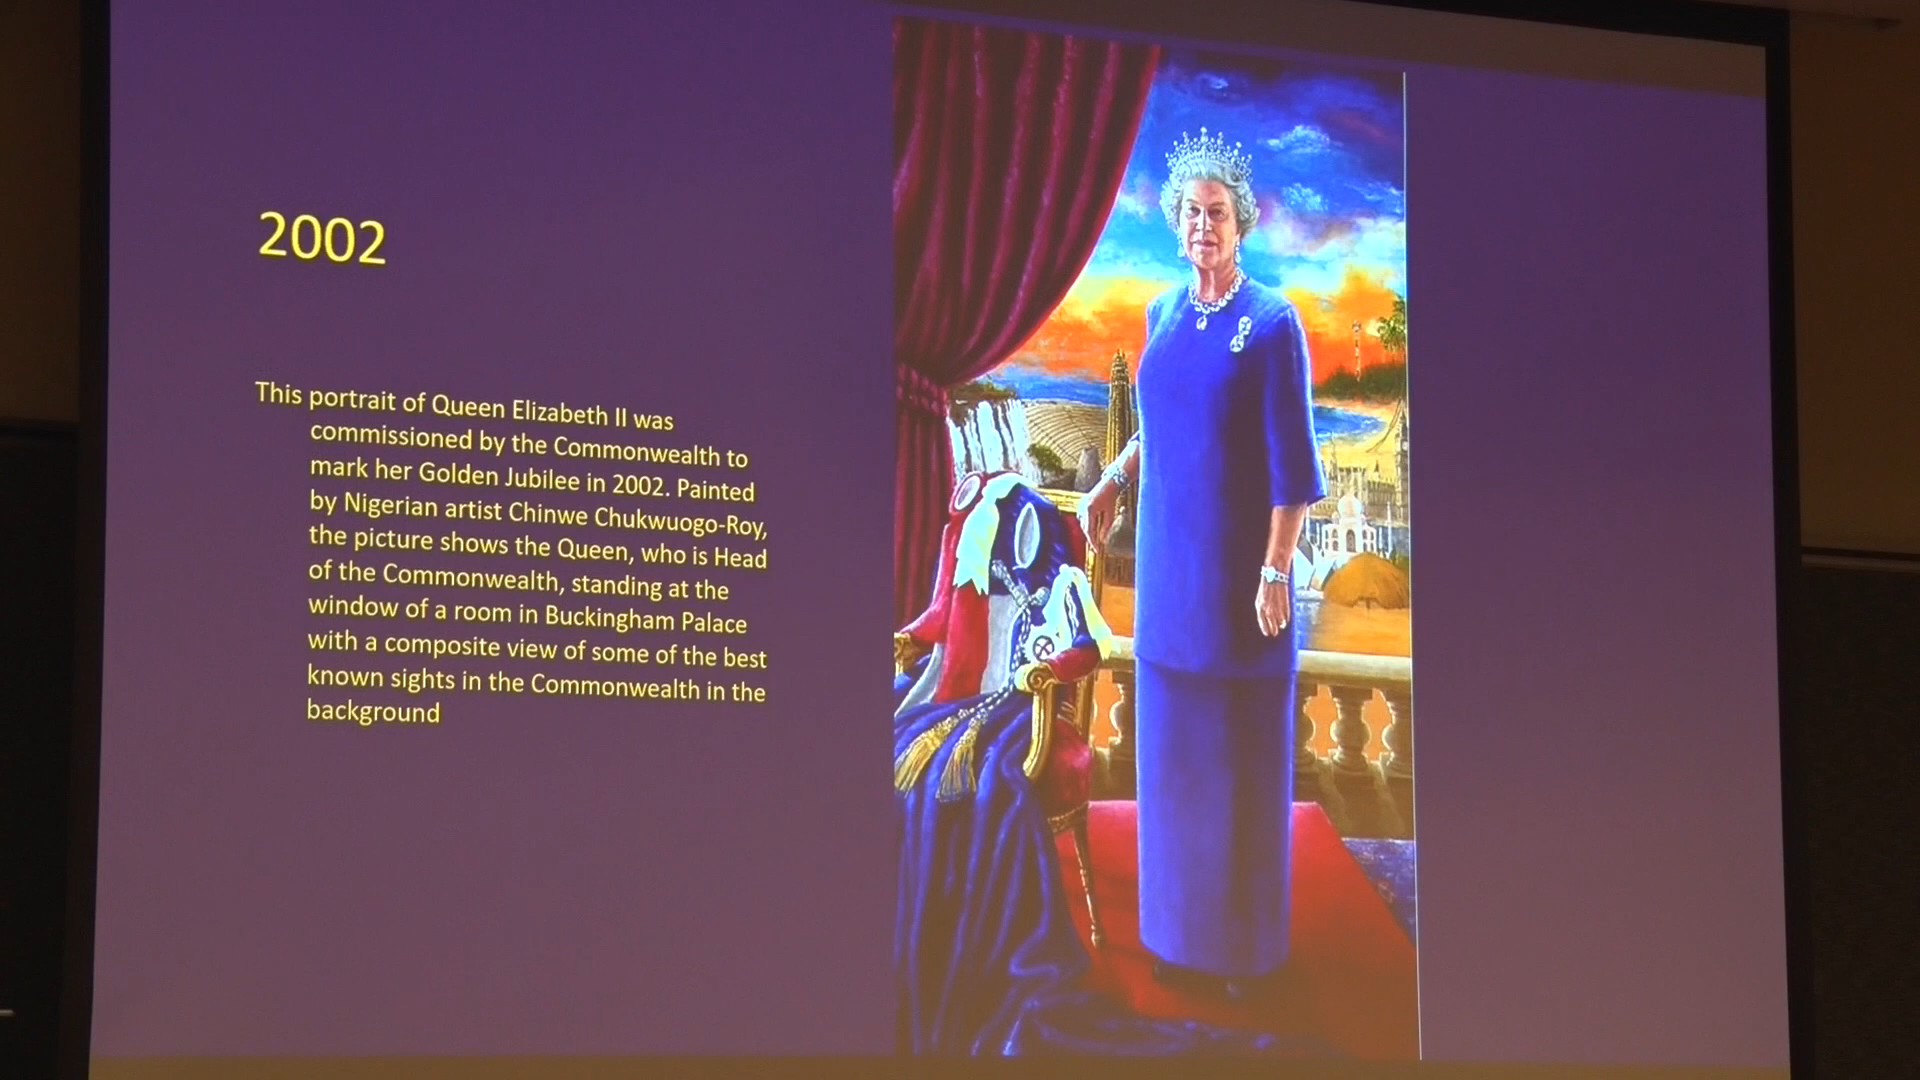 2002
This portrait of Queen Elizabeth II was
commissioned by the Commonwealth to
mark her Golden Jubilee in 2002. Painted
by Nigerian artist Chinwe Chukwuogo-Roy,
the picture shows the Queen, who is Head
of the Commonwealth, standing at the
window of a room in Buckingham Palace
with a composite view of some of the best
known sights in the Commonwealth in the
background